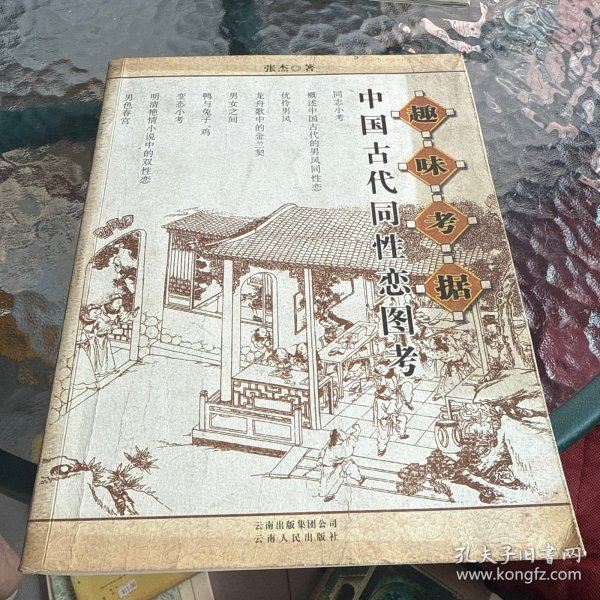 张杰◎著
趣味考据
中国古代同性恋图考
同志小考
概述中国古代的男风同性恋
优伶男风
龙舟歌中的金兰契
男女之间
鸭与兔子、鸡
变态小考
明清艳情小说中的双性恋
男色春宫
云南出版集团公司
云南人民出版社
孔夫子旧书网
www.kongfz.com